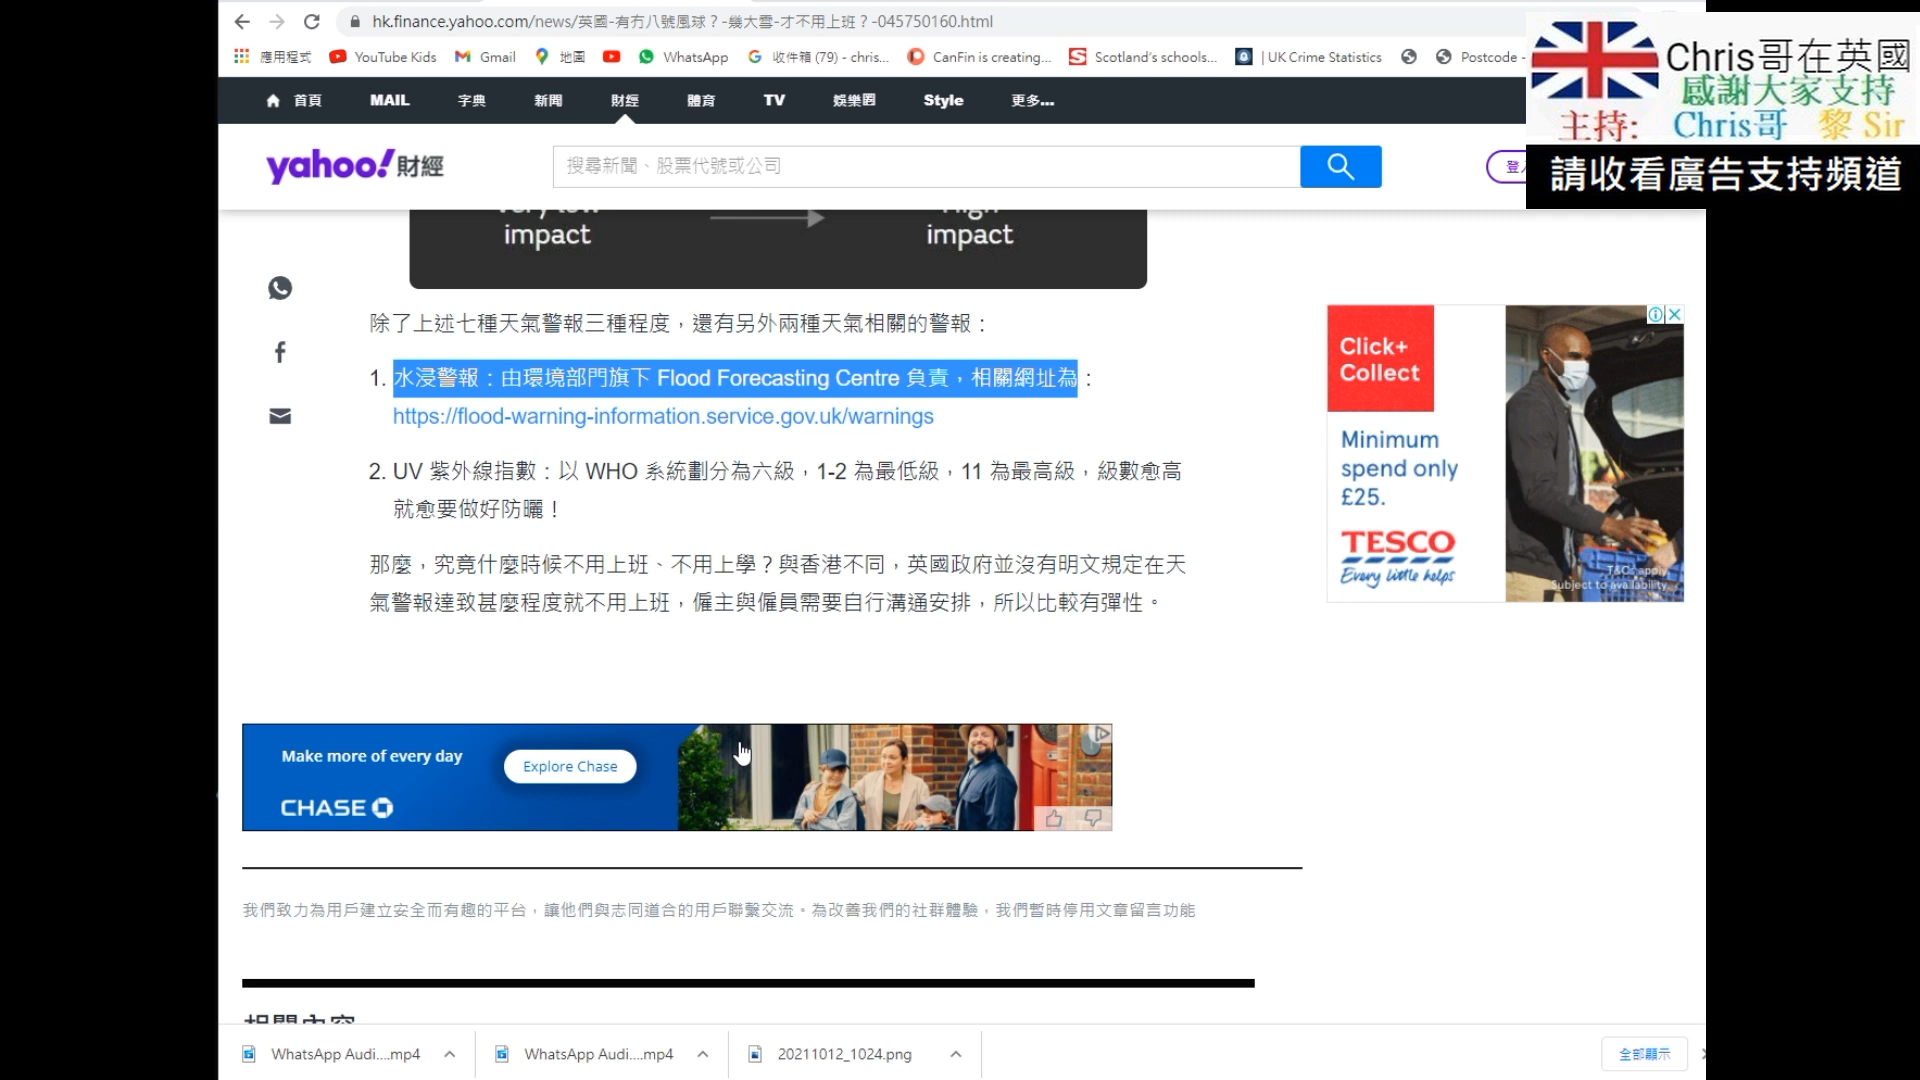 hk.finance.yahoo.com/news/英國-有冇八號風球？-幾大雪-才不用上班？-045750160.html
應用程式 YouTube Kids Gmail 地圖 WhatsApp 收件箱 (79) - chris... CanFin is creating... Scotland's schools... | UK Crime Statistics Postcode -
Chris哥在英國
感謝大家支持
主持: Chris哥 黎 Sir
請收看廣告支持頻道
首頁 MAIL 字典 新聞 財經 體育 TV 娛樂圈 Style 更多...
yahoo!財經
搜尋新聞、股票代號或公司
Very low High
impact impact
除了上述七種天氣警報三種程度，還有另外兩種天氣相關的警報：
1. 水浸警報：由環境部門旗下 Flood Forecasting Centre 負責，相關網址為：
https://flood-warning-information.service.gov.uk/warnings
2. UV 紫外線指數：以 WHO 系統劃分為六級，1-2 為最低級，11 為最高級，級數愈高
就愈要做好防曬！
那麼，究竟什麼時候不用上班、不用上學？與香港不同，英國政府並沒有明文規定在天
氣警報達致甚麼程度就不用上班，僱主與僱員需要自行溝通安排，所以比較有彈性。
Click+
Collect
Minimum
spend only
£25.
TESCO
Every little helps
T&Cs apply
Subject to availability
Make more of every day
Explore Chase
CHASE
我們致力為用戶建立安全而有趣的平台，讓他們與志同道合的用戶聯繫交流。為改善我們的社群體驗，我們暫時停用文章留言功能
相關內容
WhatsApp Audi....mp4 WhatsApp Audi....mp4 20211012_1024.png 全部顯示